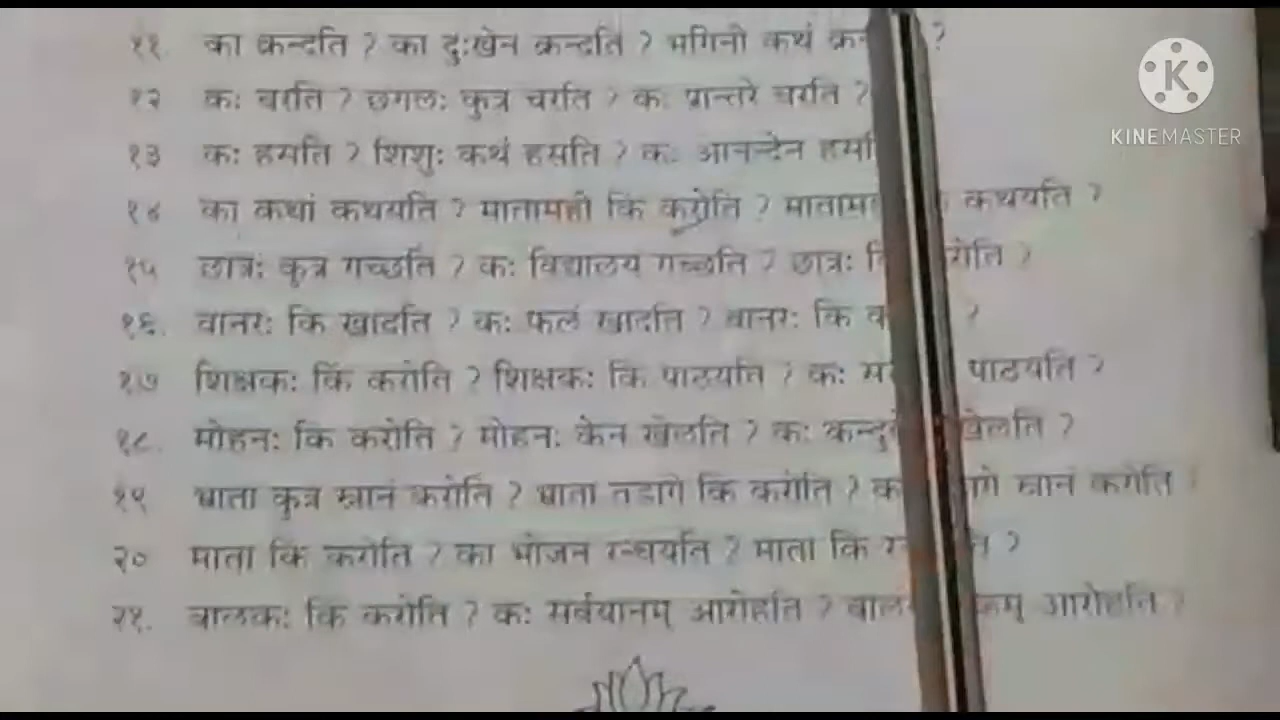 ११. का क्रन्दति ? का दुःखेन क्रन्दति ? भगिनी कथं ?
१२ कः चरति ? छगलः कुत्र चरति ? कः प्रान्तरे चरति ?
१३ कः हसति ? शिशुः कथं हसति ? कः आनन्देन
१४ का कथां कथयति ? मातामही किं करोति ? कथयति ?
१५ छात्रः कुत्र गच्छति ? कः विद्यालयं गच्छति ? छात्रः ?
१६. वानरः किं खादति ? कः फलं खादति ? वानरः किं ?
१७ शिक्षकः किं करोति ? शिक्षकः किं पाठयति ? कः पाठयति ?
१८. मोहनः किं करोति ? मोहनः केन खेलति ? कः खेलति ?
१९ भ्राता कुत्र स्नानं करोति ? भ्राता तडागे किं करोति ? स्नानं करोति ?
२० माता किं करोति ? का भोजनं रन्धयति ? माता किं ?
२१. बालकः किं करोति ? कः सर्वयानम् आरोहति ? आरोहति ?
KINEMASTER